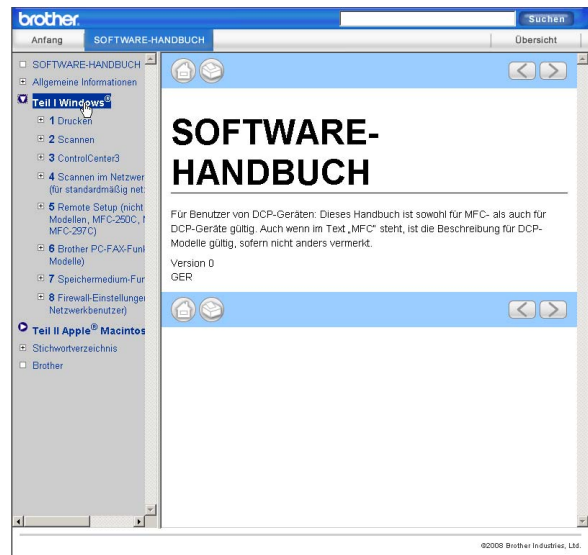 brother
Suchen
Anfang
SOFTWARE-HANDBUCH
Übersicht
SOFTWARE-HANDBUCH
Allgemeine Informationen
Teil I Windows®
1 Drucken
2 Scannen
3 ControlCenter3
4 Scannen im Netzwer
(für standardmäßig net
5 Remote Setup (nicht
Modellen, MFC-250C,
MFC-297C)
6 Brother PC-FAX-Funl
Modelle)
7 Speichermedium-Fur
8 Firewall-Einstellunger
Netzwerkbenutzer)
Teil II Apple® Macintos
Stichwortverzeichnis
Brother
SOFTWARE-
HANDBUCH
Für Benutzer von DCP-Geräten: Dieses Handbuch ist sowohl für MFC- als auch für
DCP-Geräte gültig. Auch wenn im Text „MFC" steht, ist die Beschreibung für DCP-
Modelle gültig, sofern nicht anders vermerkt.
Version 0
GER
©2008 Brother Industries, Ltd.